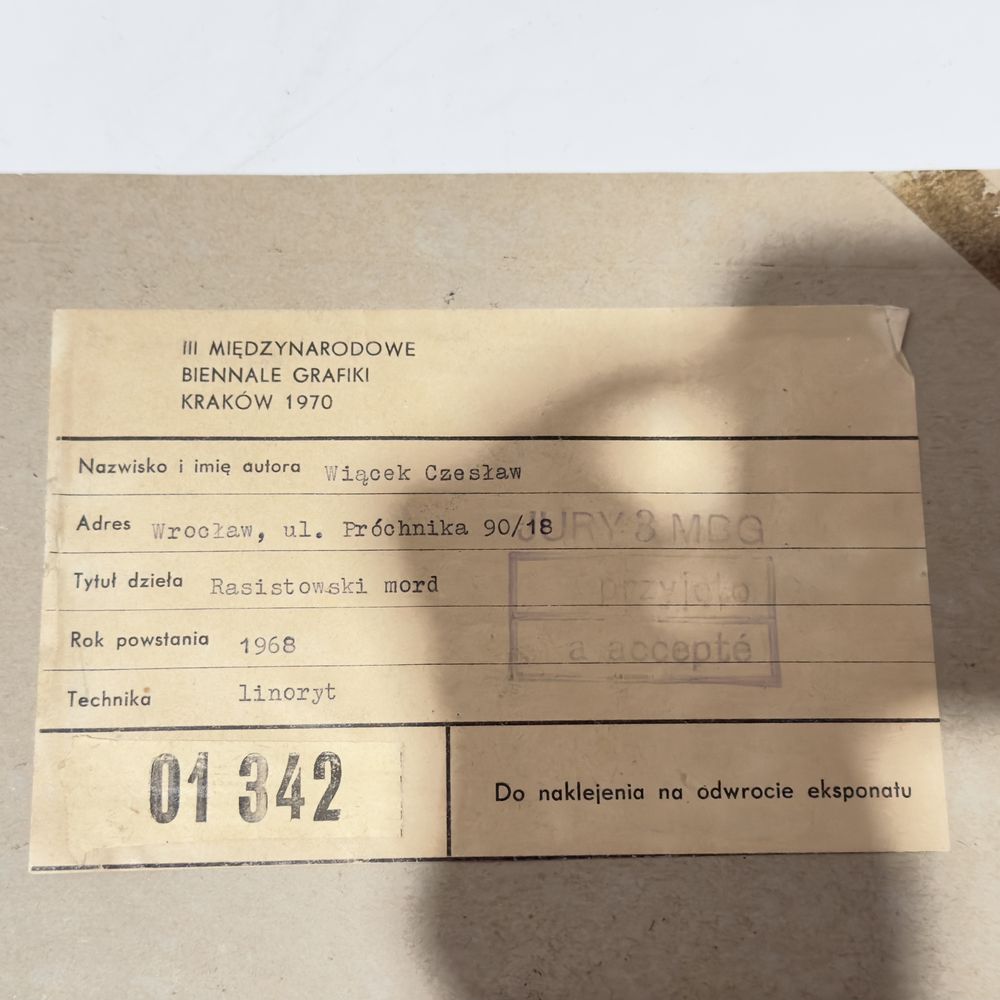 III MIĘDZYNARODOWE
BIENNALE GRAFIKI
KRAKÓW 1970
Nazwisko i imię autora Wiącek Czesław
Adres Wrocław, ul. Próchnika 90/18
JURY 3 MBG
przyjęto
Tytuł dzieła Rasistowski mord
Rok powstania 1968
a accepté
Technika linoryt
01 342
Do naklejenia na odwrocie eksponatu